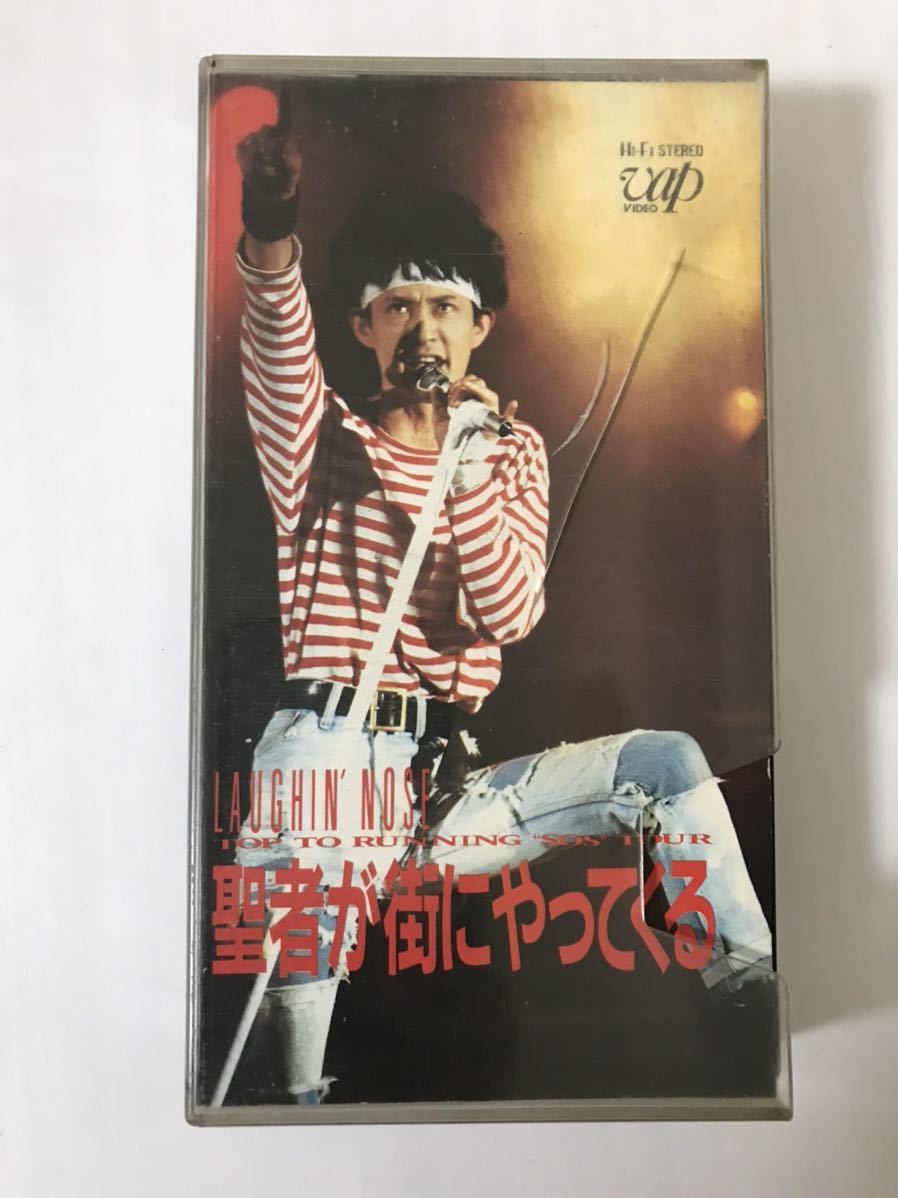 Hi-Fi STEREO
vap
VIDEO
LAUGHIN' NOSE
TOP TO RUNNING "SOS" TOUR
聖者が街にやってくる